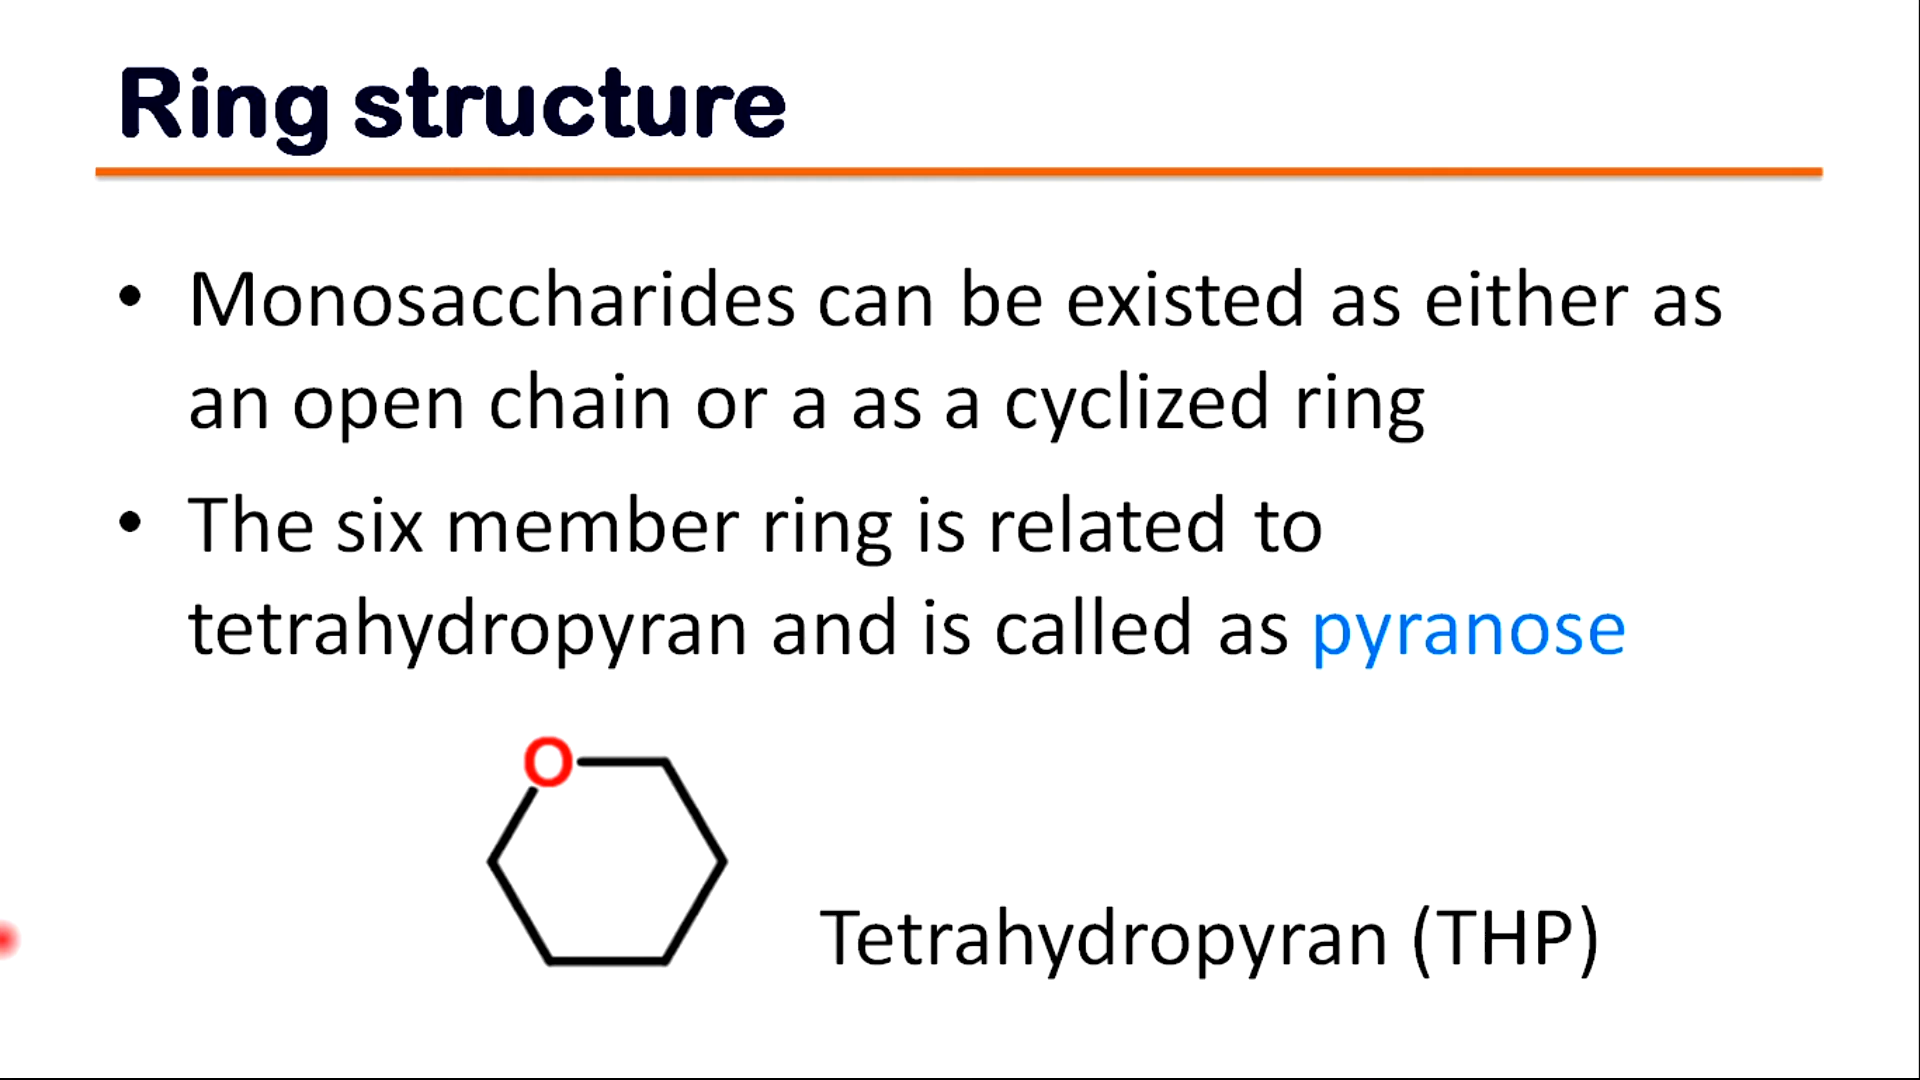 Ring structure
• Monosaccharides can be existed as either as
an open chain or a as a cyclized ring
• The six member ring is related to
tetrahydropyran and is called as pyranose
O
Tetrahydropyran (THP)